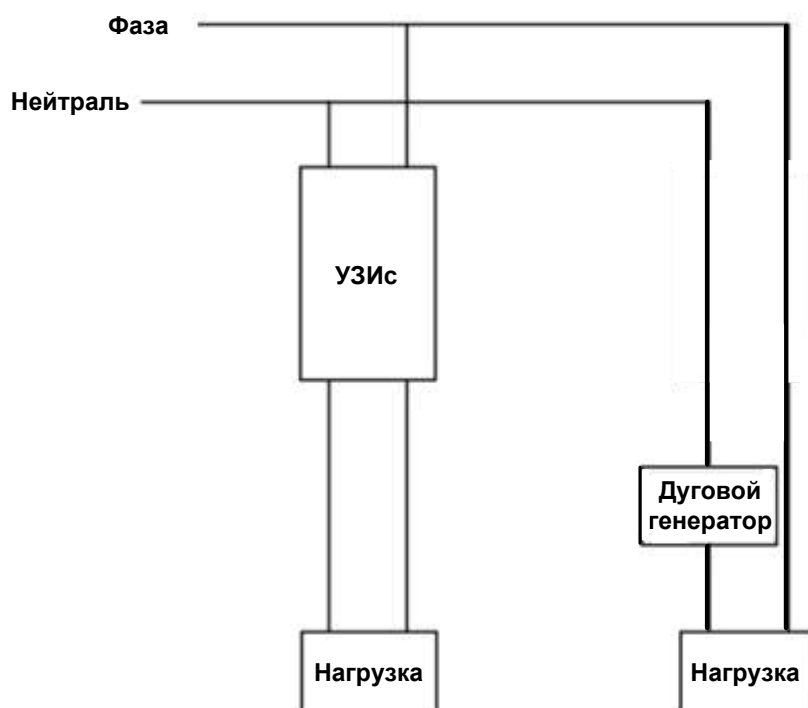 Фаза
Нейтраль
УЗИс
Дуговой
генератор
Нагрузка
Нагрузка